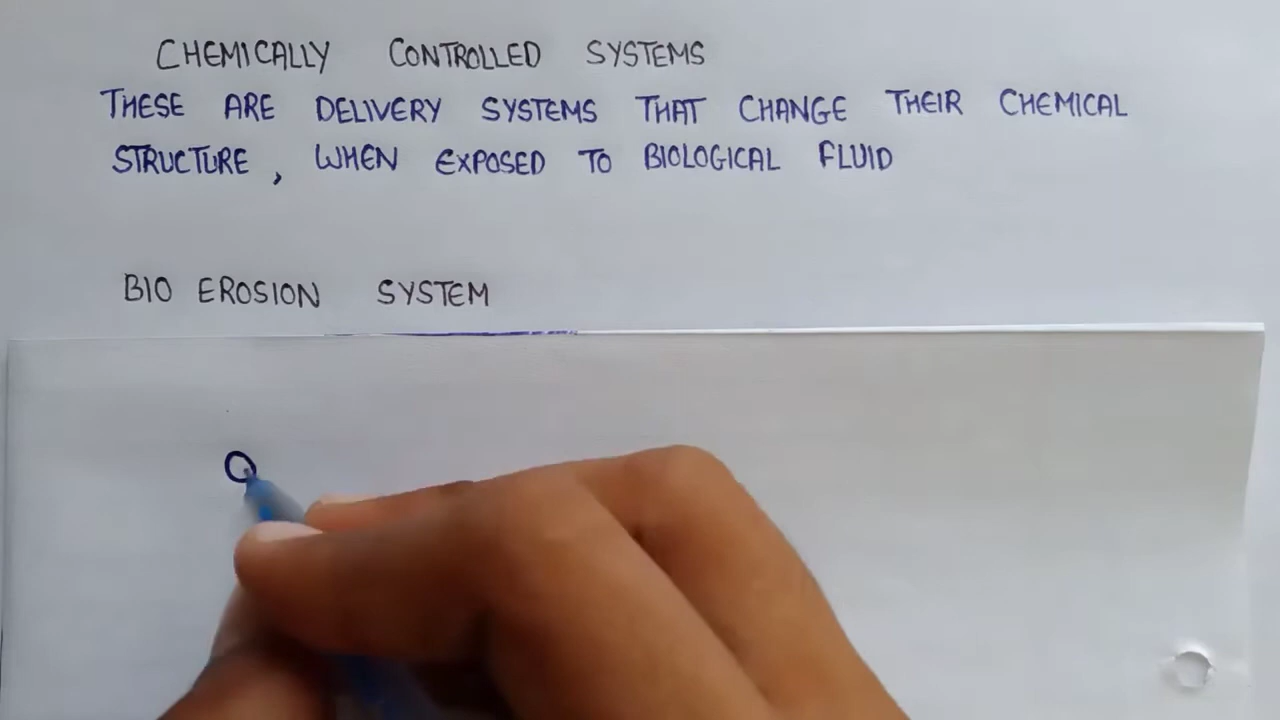 CHEMICALLY CONTROLLED SYSTEMS
THESE ARE DELIVERY SYSTEMS THAT CHANGE THEIR CHEMICAL
STRUCTURE, WHEN EXPOSED TO BIOLOGICAL FLUID
BIO EROSION SYSTEM